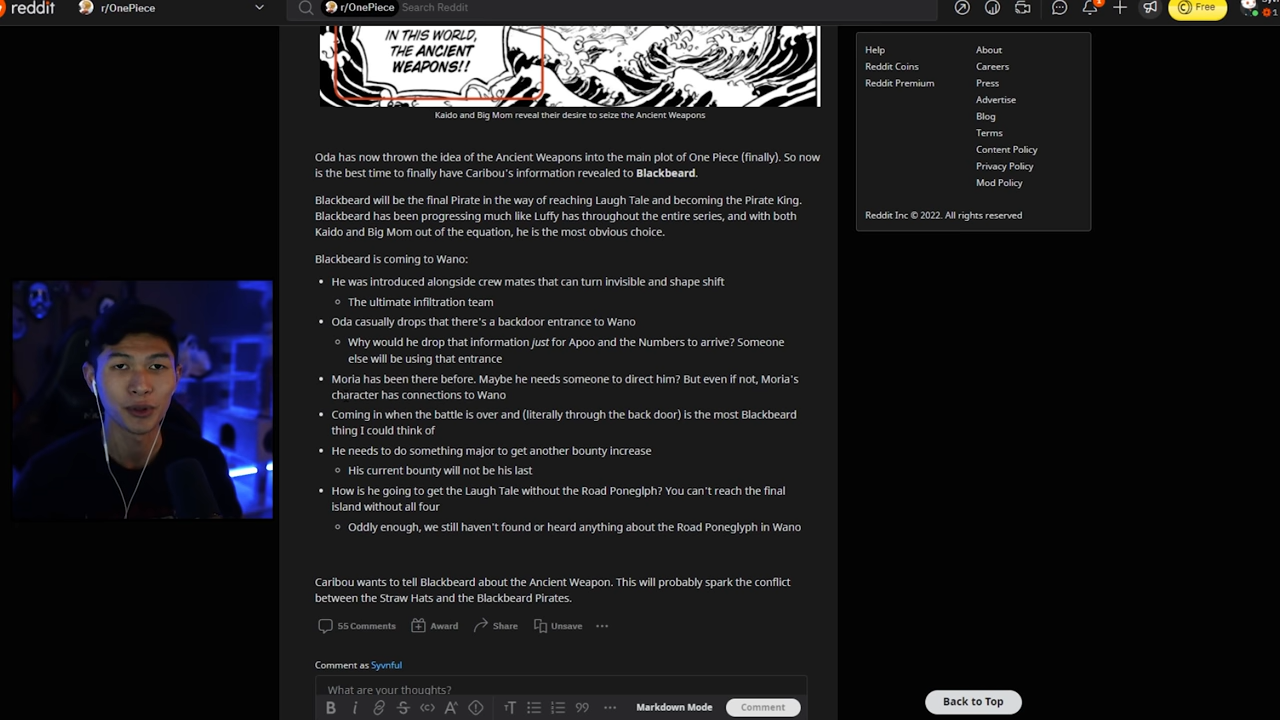 reddit
r/OnePiece
r/OnePiece
Search Reddit
Free
IN THIS WORLD,
THE ANCIENT
WEAPONS!!
Kaido and Big Mom reveal their desire to seize the Ancient Weapons
Oda has now thrown the idea of the Ancient Weapons into the main plot of One Piece (finally). So now
is the best time to finally have Caribou's information revealed to Blackbeard.
Blackbeard will be the final Pirate in the way of reaching Laugh Tale and becoming the Pirate King.
Blackbeard has been progressing much like Luffy has throughout the entire series, and with both
Kaido and Big Mom out of the equation, he is the most obvious choice.
Blackbeard is coming to Wano:
• He was introduced alongside crew mates that can turn invisible and shape shift
◦ The ultimate infiltration team
• Oda casually drops that there's a backdoor entrance to Wano
◦ Why would he drop that information just for Apoo and the Numbers to arrive? Someone
else will be using that entrance
• Moria has been there before. Maybe he needs someone to direct him? But even if not, Moria's
character has connections to Wano
• Coming in when the battle is over and (literally through the back door) is the most Blackbeard
thing I could think of
• He needs to do something major to get another bounty increase
◦ His current bounty will not be his last
• How is he going to get the Laugh Tale without the Road Poneglph? You can't reach the final
island without all four
◦ Oddly enough, we still haven't found or heard anything about the Road Poneglyph in Wano
Caribou wants to tell Blackbeard about the Ancient Weapon. This will probably spark the conflict
between the Straw Hats and the Blackbeard Pirates.
55 Comments
Award
Share
Unsave
Comment as Syvnful
What are your thoughts?
Markdown Mode
Comment
Help
About
Reddit Coins
Careers
Reddit Premium
Press
Advertise
Blog
Terms
Content Policy
Privacy Policy
Mod Policy
Reddit Inc © 2022. All rights reserved
Back to Top